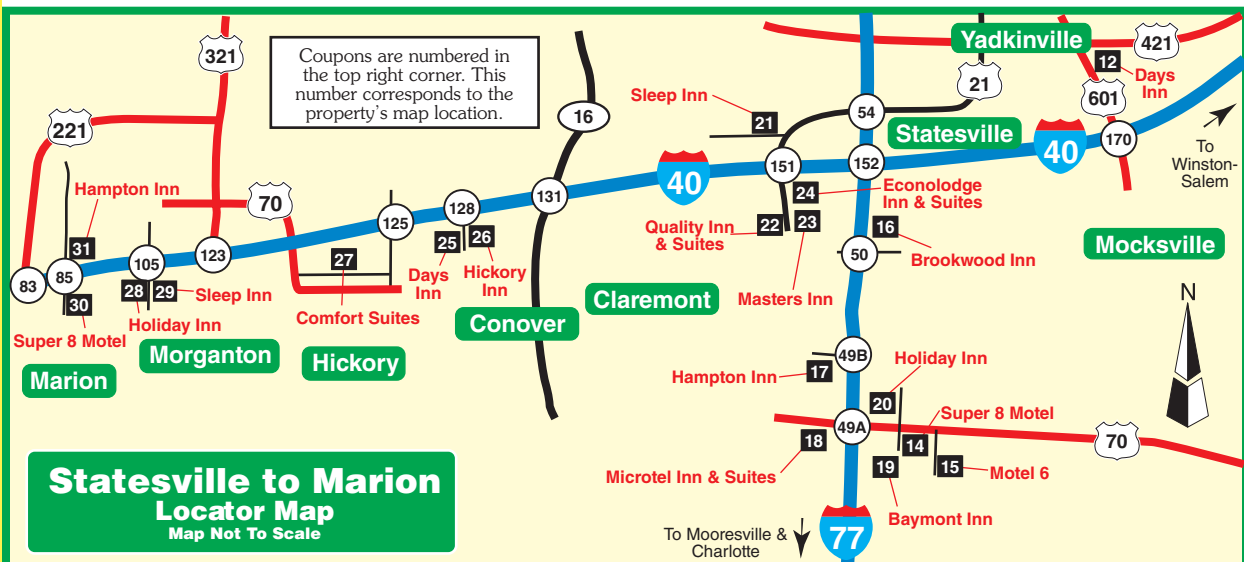 321
221
Coupons are numbered in
the top right corner. This
number corresponds to the
property's map location.
16
Sleep Inn
21
54
21
Yadkinville
421
12
Days
Inn
601
Statesville
40
170
To
Winston-
Salem
151
152
40
Hampton Inn
70
131
128
125
24
Econolodge
Inn & Suites
Quality Inn
& Suites
22
23
16
Brookwood Inn
Mocksville
31
83
85
105
123
27
25
26
Days
Inn
Hickory
Inn
50
Masters Inn
Claremont
30
28
29
Sleep Inn
Super 8 Motel
Holiday Inn
Comfort Suites
Conover
Marion
Morganton
Hickory
49B
Hampton Inn
17
Holiday Inn
20
Super 8 Motel
49A
14
70
18
Microtel Inn & Suites
19
15
Motel 6
Baymont Inn
N
Statesville to Marion
Locator Map
Map Not To Scale
To Mooresville &
Charlotte
77